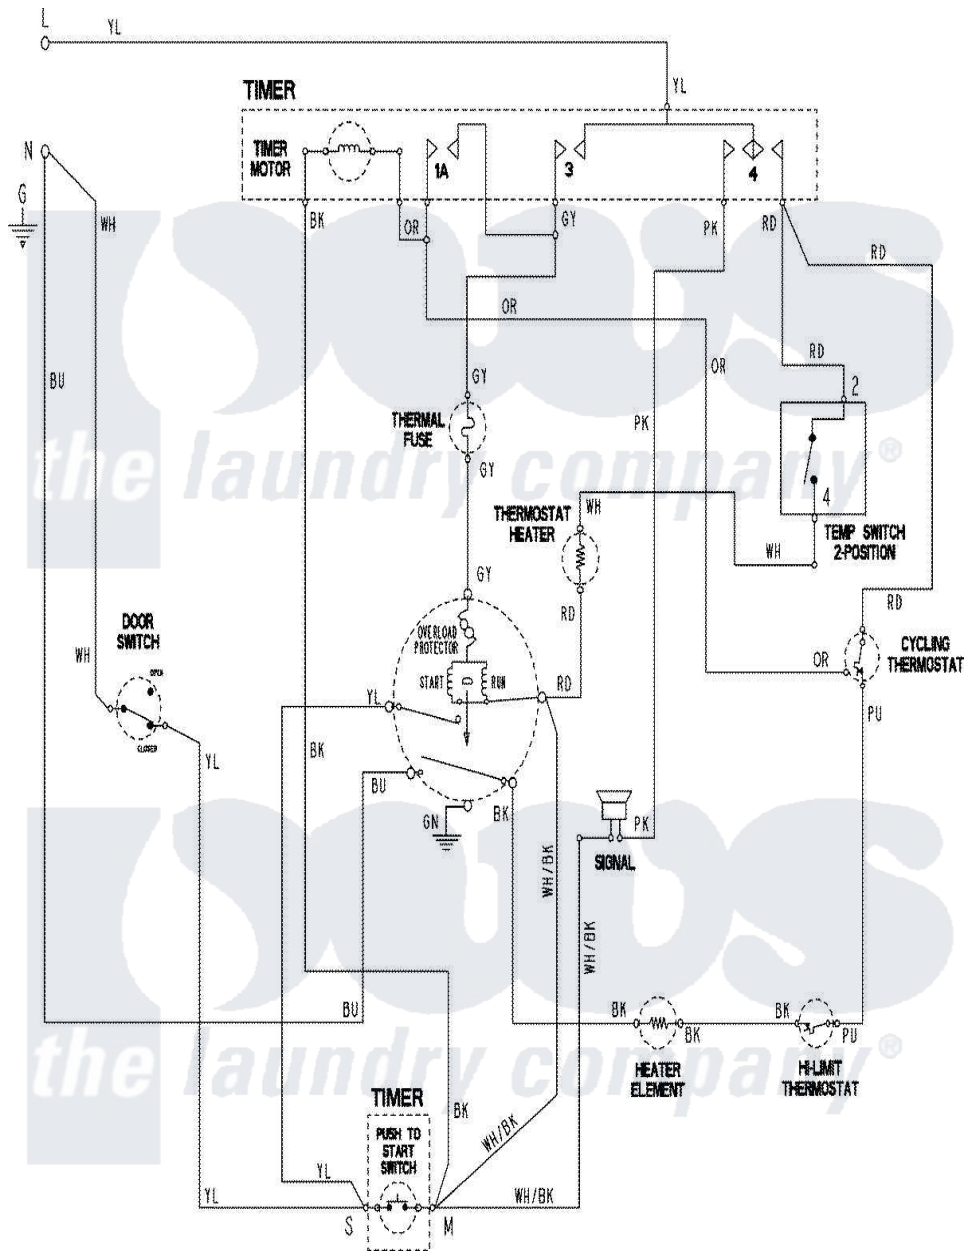 L
YL
YL
TIMER
N
TIMER
MOTOR
1A
3
4
G
WH
BK
OR
GY
PK
RD
RD
OR
RD
BU
GY
OR
2
THERMAL
FUSE
PK
the laundry company®
GY
4
THERMOSTAT
HEATER
WH
TEMP SWITCH
2-POSITION
WH
GY
RD
RD
DOOR
SWITCH
OVERLOAD
PROTECTOR
CYCLING
THERMOSTAT
WH
OR
OPEN
START
RUN
RD
YL
PU
CLOSED
YL
BK
BU
BK
GN
PK
SIGNAL
WH/BK
WH/BK
BU
BK
BK
BK
PU
the laundry company®
HEATER
ELEMENT
HI-LIMIT
THERMOSTAT
TIMER
BK
PUSH TO
START
SWITCH
WH/BK
YL
YL
WH/BK
S
M